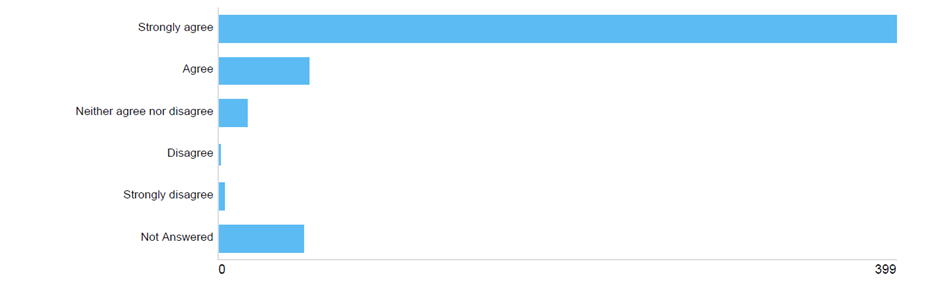 Strongly agree
Agree
Neither agree nor disagree
Disagree
Strongly disagree
Not Answered
0
399